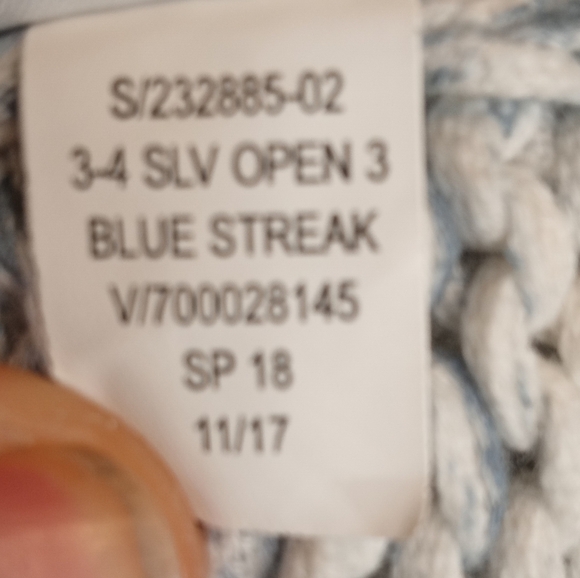 S/232885-02
3-4 SLV OPEN 3
BLUE STREAK
V/700028145
SP 18
11/17